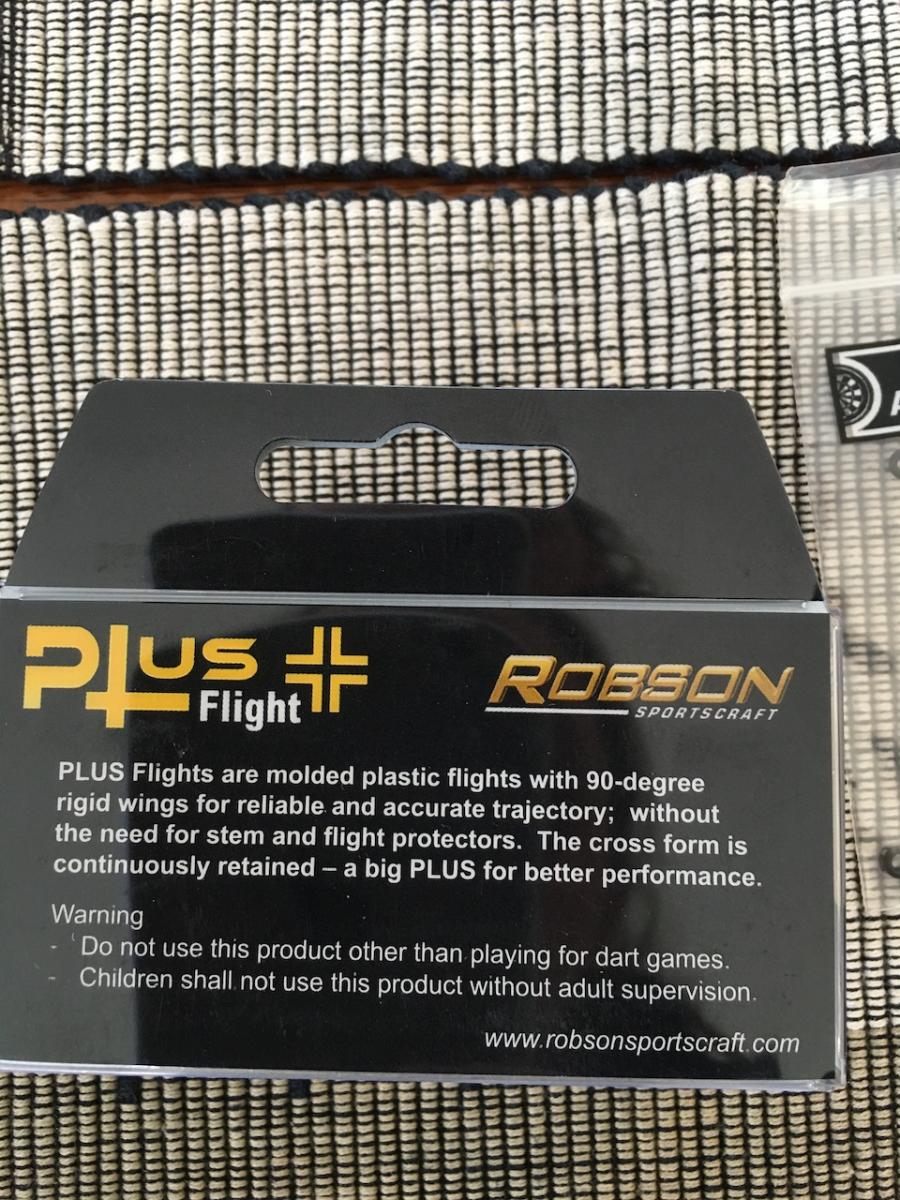 PLUS
Flight
ROBSON
SPORTSCRAFT
PLUS Flights are molded plastic flights with 90-degree
rigid wings for reliable and accurate trajectory; without
the need for stem and flight protectors. The cross form is
continuously retained – a big PLUS for better performance.
Warning
- Do not use this product other than playing for dart games.
- Children shall not use this product without adult supervision.
www.robsonsportscraft.com